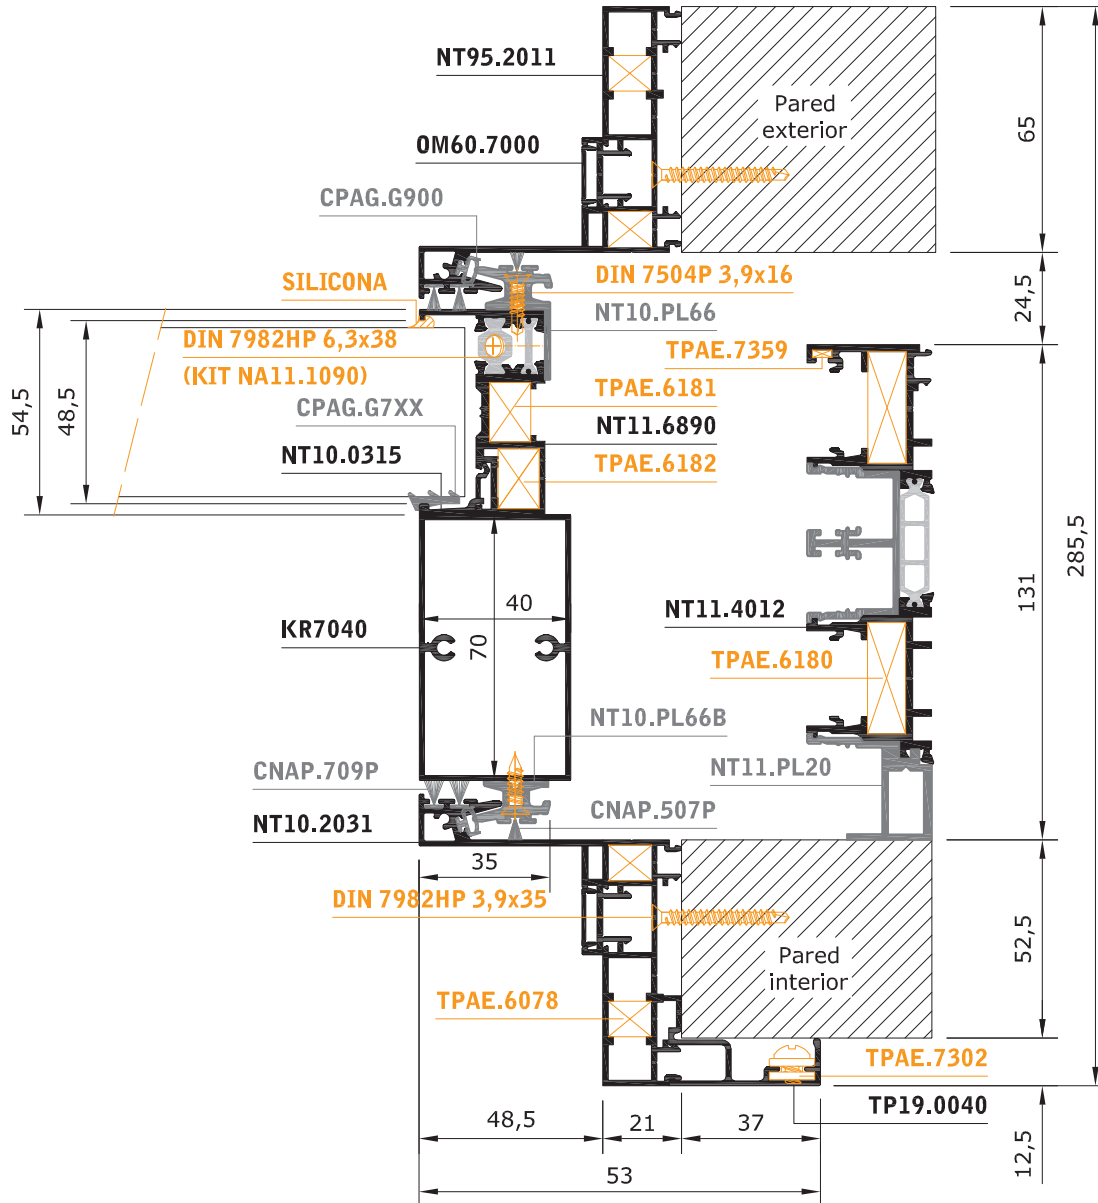 NT95.2011
Pared
exterior
65
OM60.7000
CPAG.G900
SILICONA
DIN 7504P 3,9x16
24,5
NT10.PL66
DIN 7982HP 6,3x38
(KIT NA11.1090)
TPAE.7359
TPAE.6181
54,5
48,5
CPAG.G7XX
NT11.6890
NT10.0315
TPAE.6182
285,5
131
40
KR7040
70
NT11.4012
TPAE.6180
NT10.PL66B
CNAP.709P
NT11.PL20
NT10.2031
CNAP.507P
35
DIN 7982HP 3,9x35
52,5
Pared
interior
TPAE.6078
TPAE.7302
TP19.0040
48,5
21
37
12,5
53